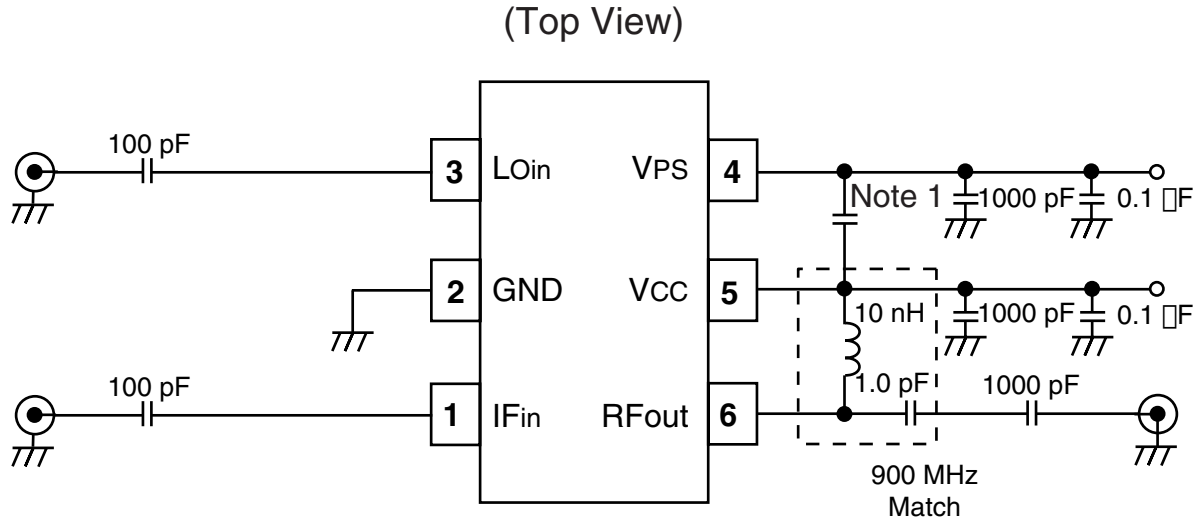 (Top View)
100 pF
3 LOin VPS 4
Note 1
1000 pF
0.1 □F
2 GND VCC 5
10 nH
1000 pF
0.1 □F
100 pF
1.0 pF
1000 pF
1 IFin RFout 6
900 MHz
Match